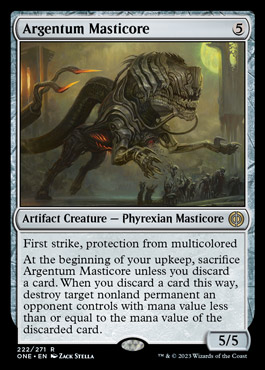 Argentum Masticore 5
Artifact Creature — Phyrexian Masticore
First strike, protection from multicolored
At the beginning of your upkeep, sacrifice
Argentum Masticore unless you discard
a card. When you discard a card this way,
destroy target nonland permanent an
opponent controls with mana value less
than or equal to the mana value of the
discarded card.
5/5
222/271 R
ONE • EN ZACK STELLA
™ & © 2023 Wizards of the Coast